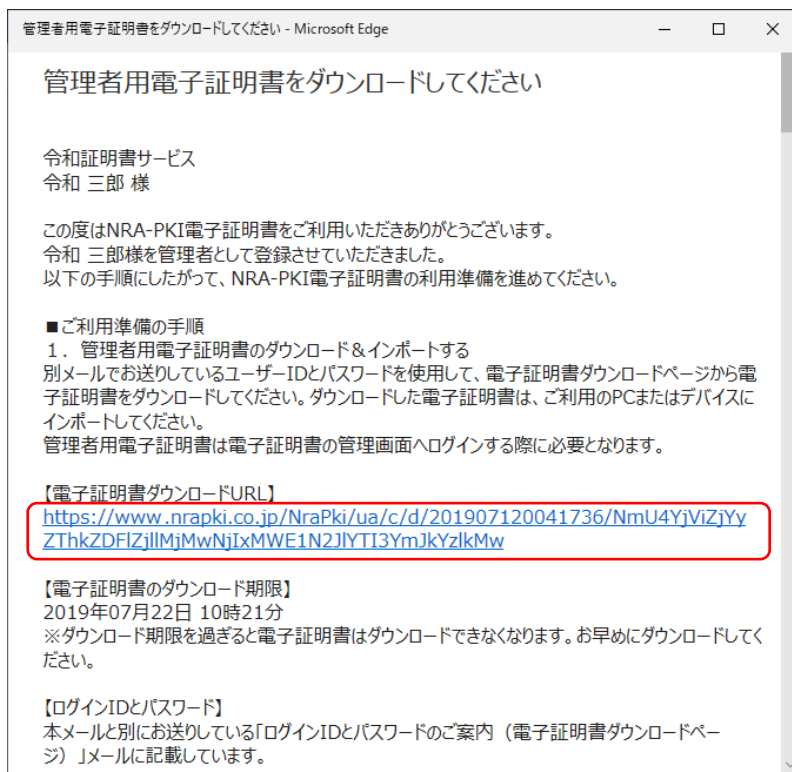 管理者用電子証明書をダウンロードしてください - Microsoft Edge
管理者用電子証明書をダウンロードしてください
令和証明書サービス
令和 三郎 様
この度はNRA-PKI電子証明書をご利用いただきありがとうございます。
令和 三郎様を管理者として登録させていただきました。
以下の手順にしたがって、NRA-PKI電子証明書の利用準備を進めてください。
■ご利用準備の手順
１．管理者用電子証明書のダウンロード＆インポートする
別メールでお送りしているユーザーIDとパスワードを使用して、電子証明書ダウンロードページから電
子証明書をダウンロードしてください。ダウンロードした電子証明書は、ご利用のPCまたはデバイスに
インポートしてください。
管理者用電子証明書は電子証明書の管理画面へログインする際に必要となります。
【電子証明書ダウンロードURL】
https://www.nrapki.co.jp/NraPki/ua/c/d/201907120041736/NmU4YjViZjYy
ZThkZDFlZjllMjMwNjIxMWE1N2JlYTI3YmJkYzlkMw
【電子証明書のダウンロード期限】
2019年07月22日 10時21分
※ダウンロード期限を過ぎると電子証明書はダウンロードできなくなります。お早めにダウンロードしてく
ださい。
【ログインIDとパスワード】
本メールと別にお送りしている「ログインIDとパスワードのご案内（電子証明書ダウンロードペー
ジ）」メールに記載しています。